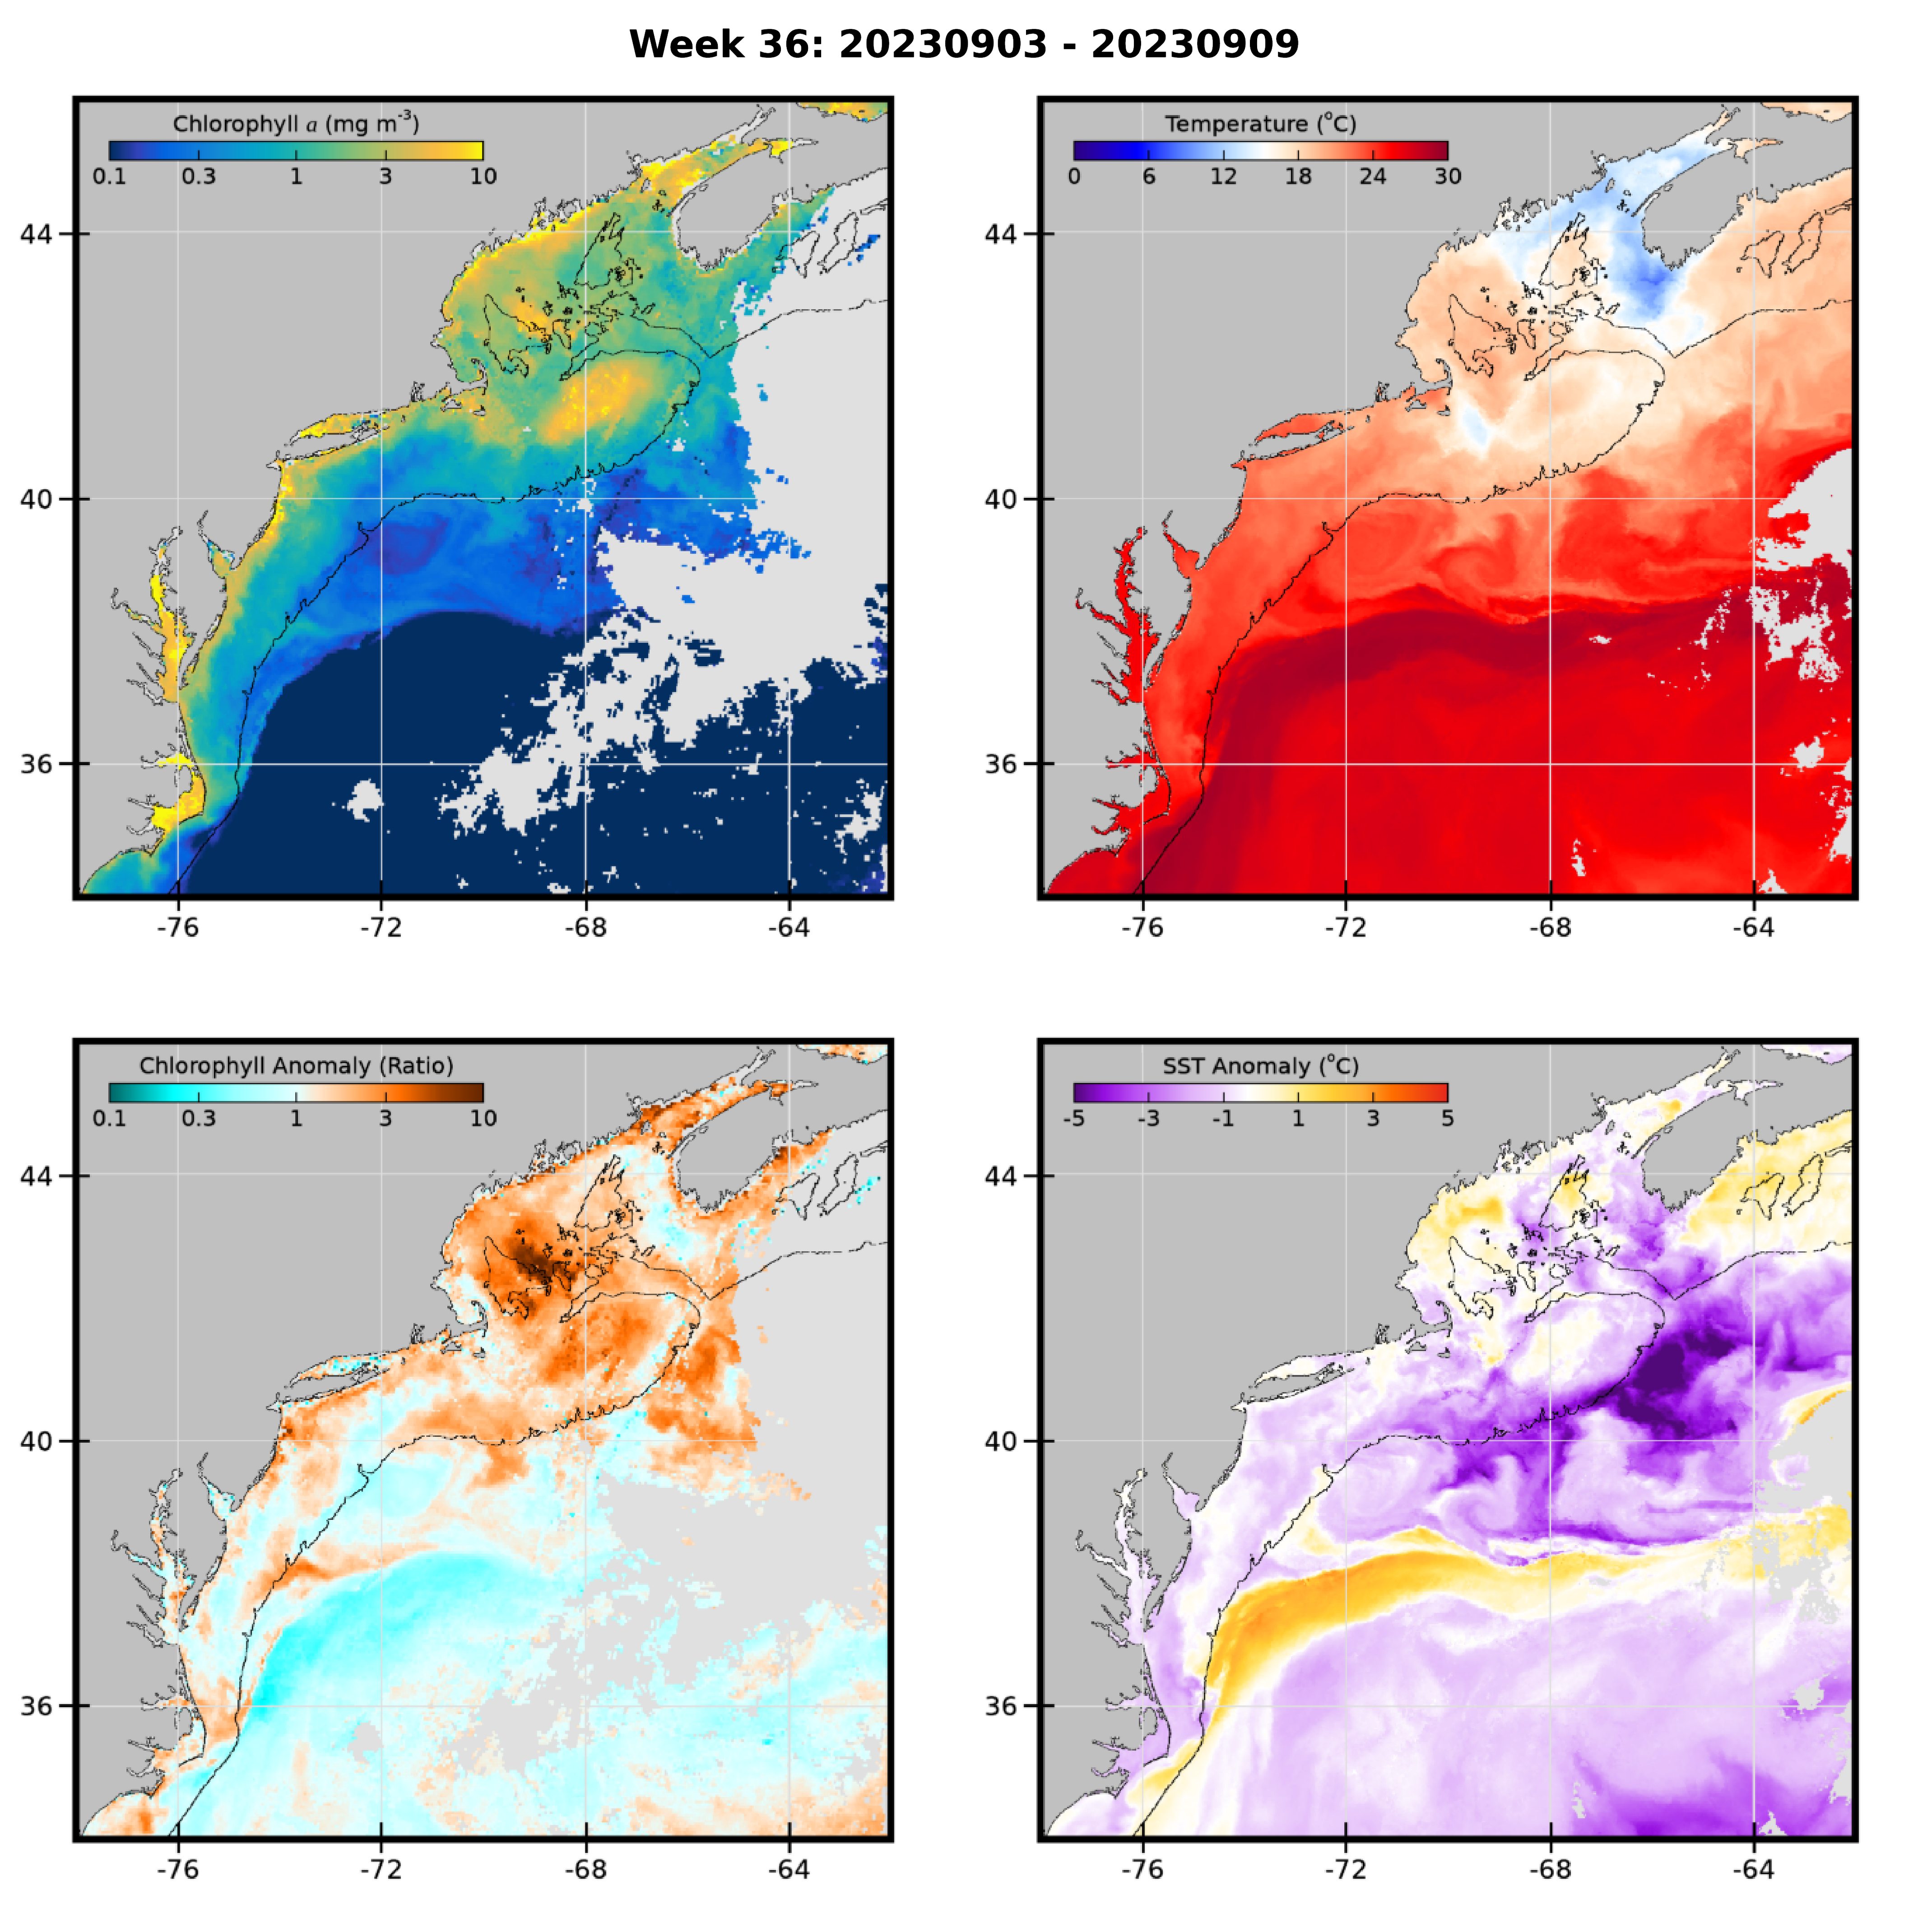 Week 36: 20230903 - 20230909
Chlorophyll a (mg m-3)
0.1 0.3 1 3 10
44
40
36
-76 -72 -68 -64
Temperature (°C)
0 6 12 18 24 30
44
40
36
-76 -72 -68 -64
Chlorophyll Anomaly (Ratio)
0.1 0.3 1 3 10
44
40
36
-76 -72 -68 -64
SST Anomaly (°C)
-5 -3 -1 1 3 5
44
40
36
-76 -72 -68 -64